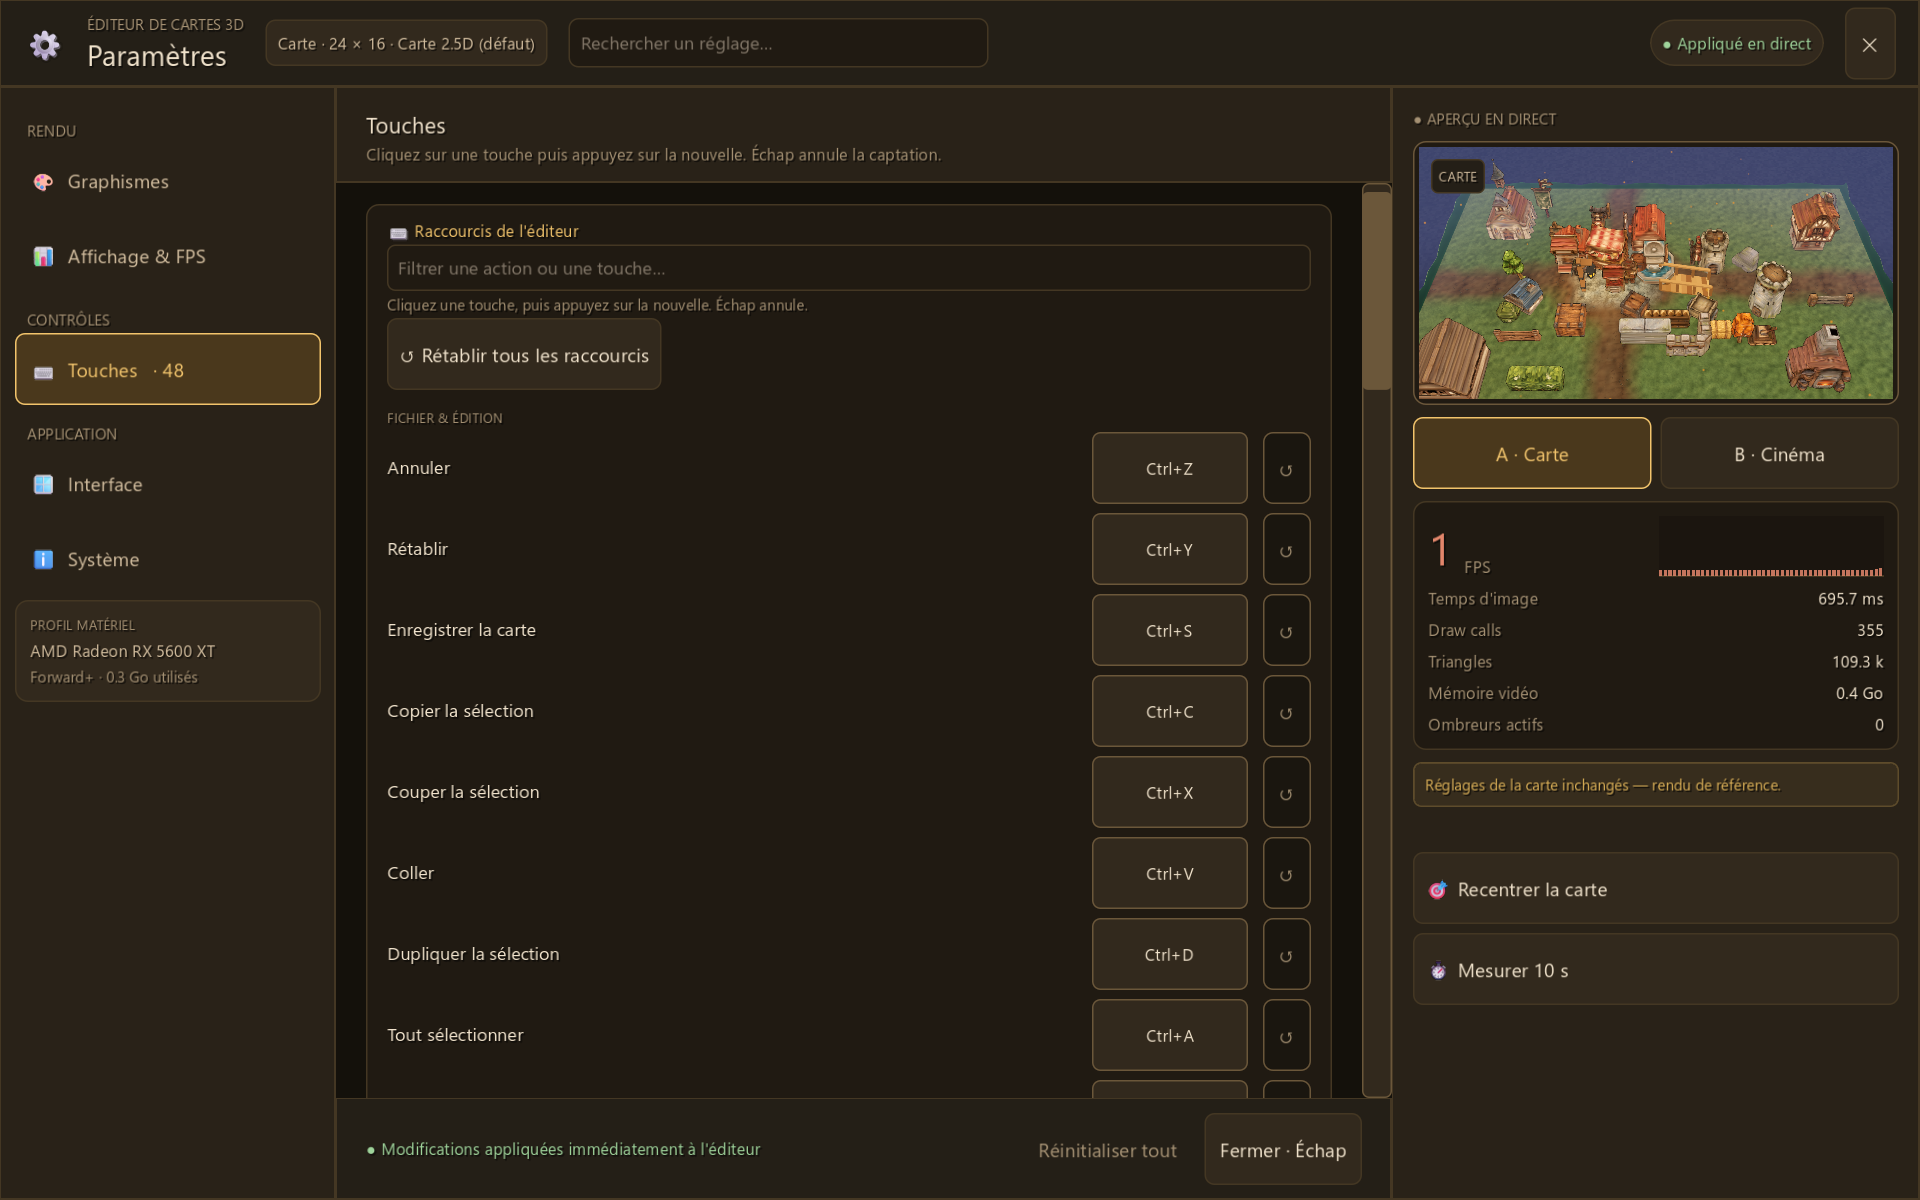 ÉDITEUR DE CARTES 3D
Paramètres
Carte · 24 × 16 · Carte 2.5D (défaut)
Rechercher un réglage...
● Appliqué en direct
RENDU
Graphismes
Affichage & FPS
CONTRÔLES
Touches · 48
APPLICATION
Interface
Système
PROFIL MATÉRIEL
AMD Radeon RX 5600 XT
Forward+ · 0.3 Go utilisés
Touches
Cliquez sur une touche puis appuyez sur la nouvelle. Échap annule la captation.
Raccourcis de l'éditeur
Filtrer une action ou une touche...
Cliquez une touche, puis appuyez sur la nouvelle. Échap annule.
↺ Rétablir tous les raccourcis
FICHIER & ÉDITION
Annuler Ctrl+Z ↺
Rétablir Ctrl+Y ↺
Enregistrer la carte Ctrl+S ↺
Copier la sélection Ctrl+C ↺
Couper la sélection Ctrl+X ↺
Coller Ctrl+V ↺
Dupliquer la sélection Ctrl+D ↺
Tout sélectionner Ctrl+A ↺
● Modifications appliquées immédiatement à l'éditeur
Réinitialiser tout
Fermer · Échap
● APERÇU EN DIRECT
CARTE
A · Carte
B · Cinéma
1 FPS
Temps d'image 695.7 ms
Draw calls 355
Triangles 109.3 k
Mémoire vidéo 0.4 Go
Ombreurs actifs 0
Réglages de la carte inchangés — rendu de référence.
Recentrer la carte
Mesurer 10 s